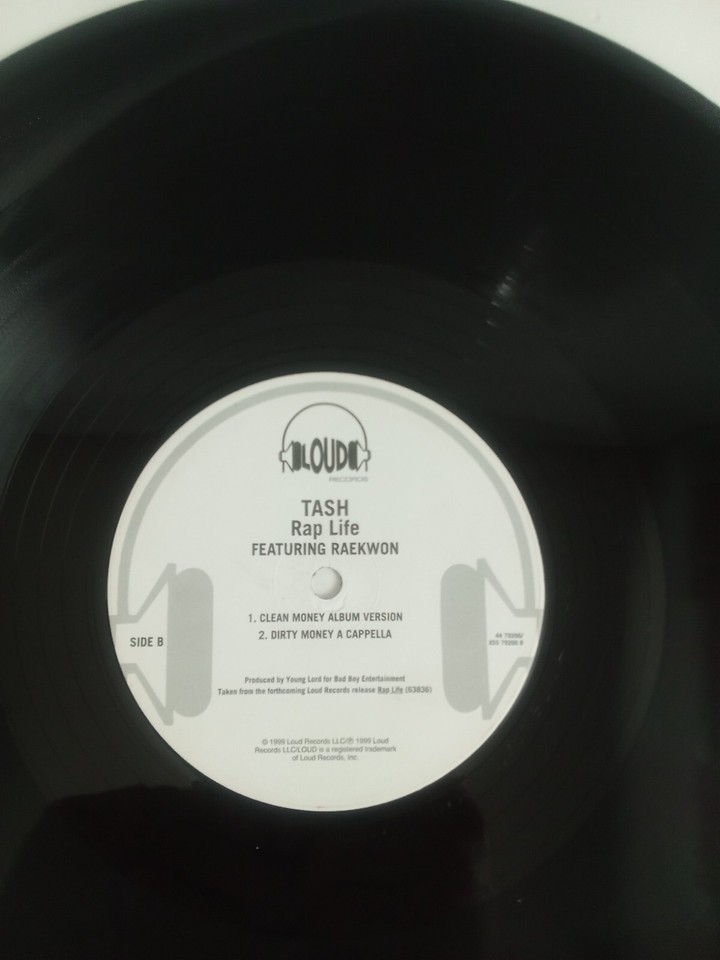 LOUD
RECORDS
TASH
Rap Life
FEATURING RAEKWON
1. CLEAN MONEY ALBUM VERSION
2. DIRTY MONEY A CAPPELLA
SIDE B
44 79266/
Produced by Young Lord for Bad Boy Entertainment
Taken from the forthcoming Loud Records release Rap Life (63836)
© 1999 Loud Records LLC/℗ 1999 Loud
Records LLC/LOUD is a registered trademark
of Loud Records, inc.